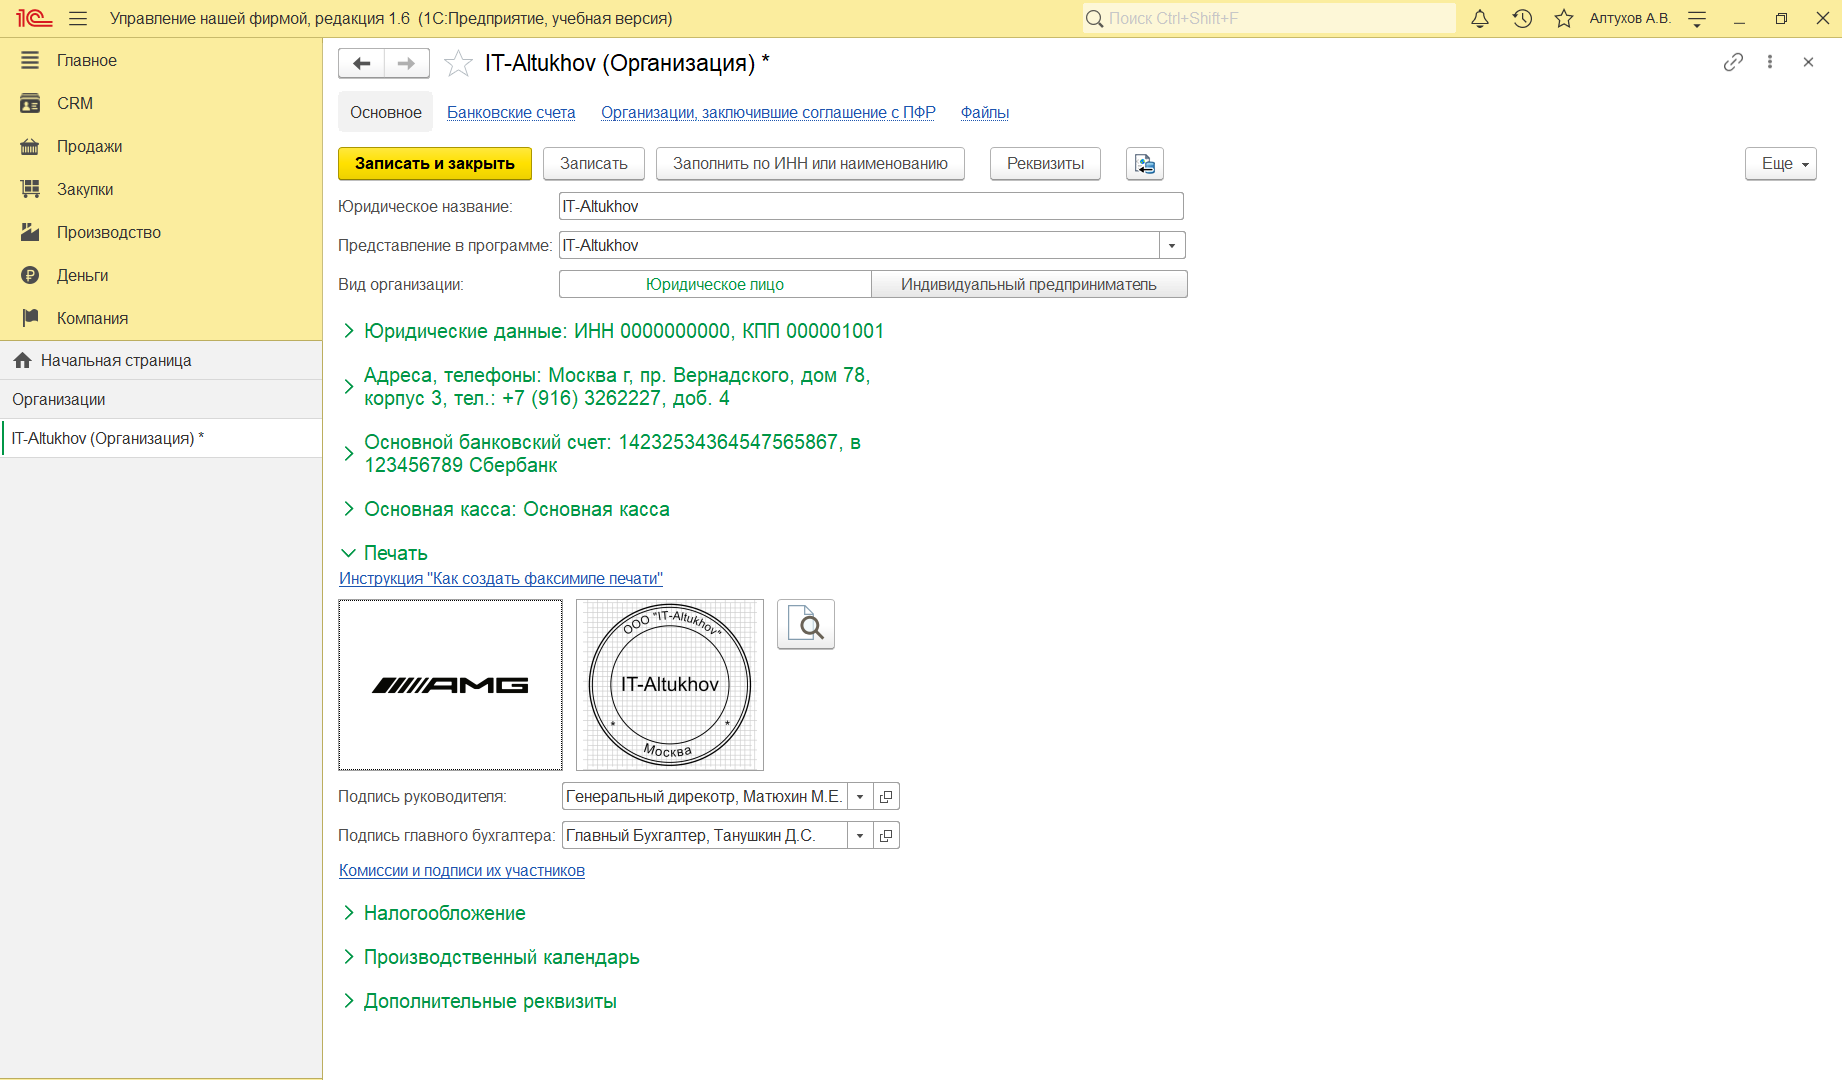 1С Управление нашей фирмой, редакция 1.6 (1С:Предприятие, учебная версия) Поиск Ctrl+Shift+F Алтухов А.В.
Главное
CRM
Продажи
Закупки
Производство
Деньги
Компания
Начальная страница
Организации
IT-Altukhov (Организация) *
IT-Altukhov (Организация) *
Основное Банковские счета Организации, заключившие соглашение с ПФР Файлы
Записать и закрыть Записать Заполнить по ИНН или наименованию Реквизиты Еще
Юридическое название: IT-Altukhov
Представление в программе: IT-Altukhov
Вид организации: Юридическое лицо Индивидуальный предприниматель
Юридические данные: ИНН 0000000000, КПП 000001001
Адреса, телефоны: Москва г, пр. Вернадского, дом 78,
корпус 3, тел.: +7 (916) 3262227, доб. 4
Основной банковский счет: 14232534364547565867, в
123456789 Сбербанк
Основная касса: Основная касса
Печать
Инструкция "Как создать факсимиле печати"
AMG
ООО "IT-Altukhov"
IT-Altukhov
* *
Москва
Подпись руководителя: Генеральный дирекотр, Матюхин М.Е.
Подпись главного бухгалтера: Главный Бухгалтер, Танушкин Д.С.
Комиссии и подписи их участников
Налогообложение
Производственный календарь
Дополнительные реквизиты